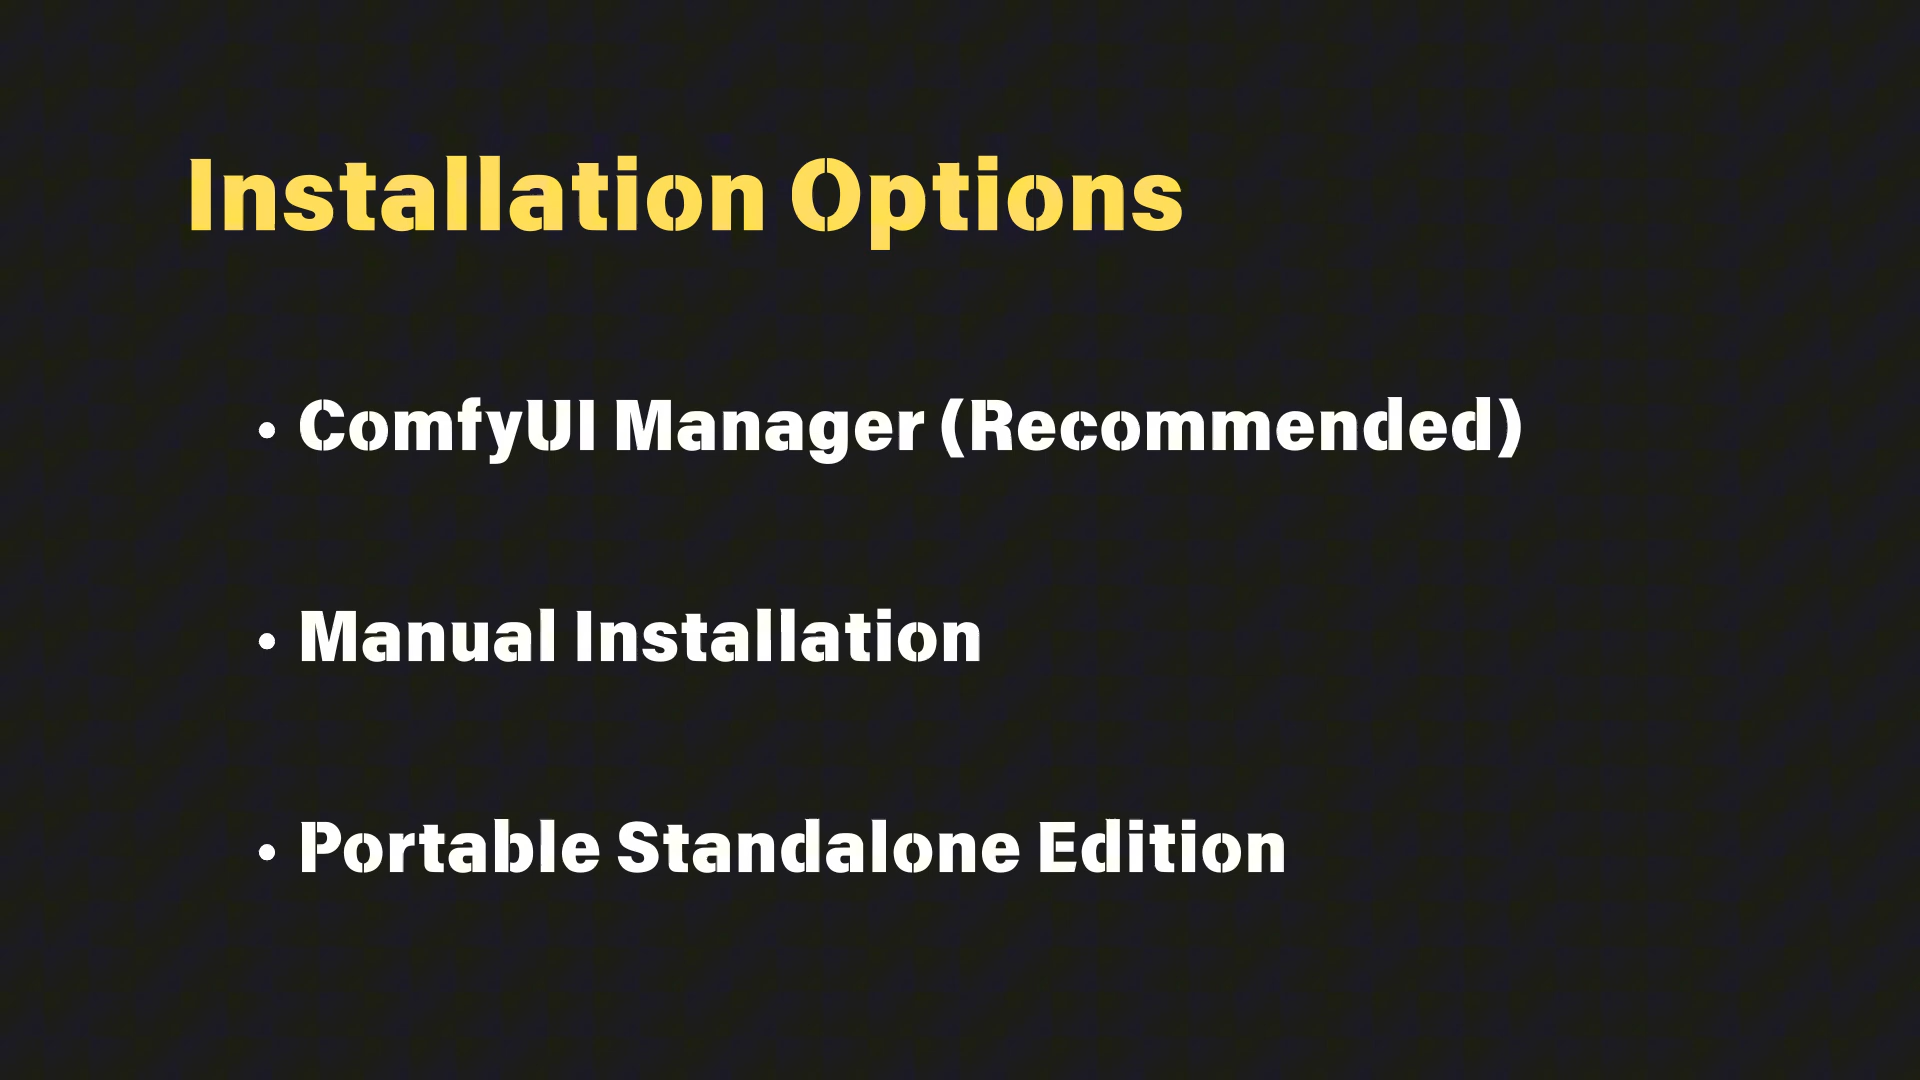 Installation Options
• ComfyUI Manager (Recommended)
• Manual Installation
• Portable Standalone Edition